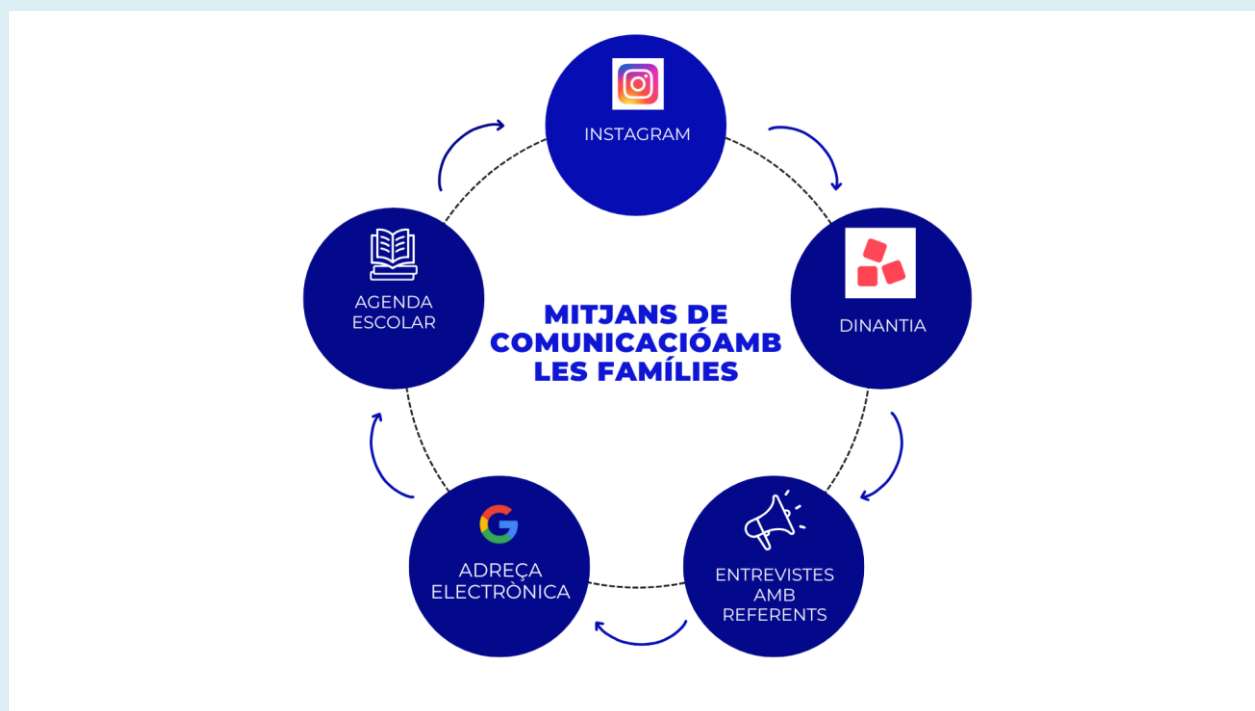 INSTAGRAM
DINANTIA
ENTREVISTES
AMB
REFERENTS
ADREÇA
ELECTRÒNICA
AGENDA
ESCOLAR
MITJANS DE
COMUNICACIÓAMB
LES FAMÍLIES